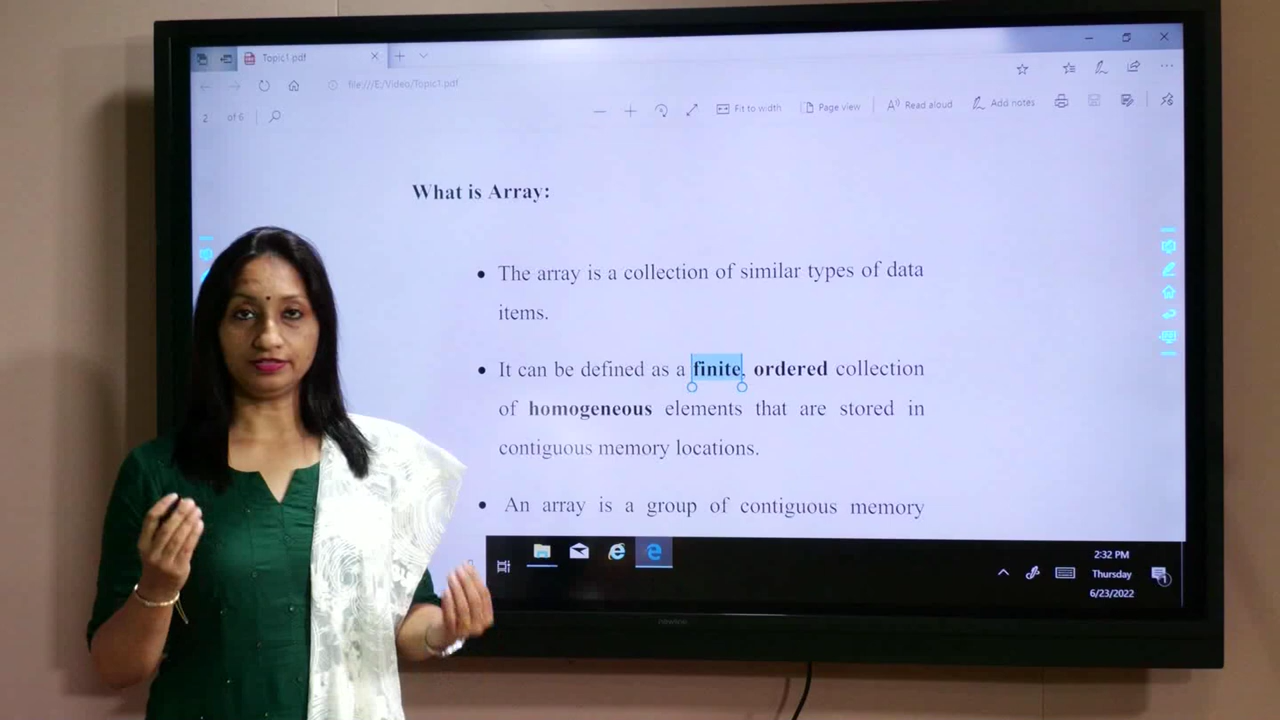 Topic1.pdf
file:///E:/Video/Topic1.pdf
2 of 6
Fit to width
Page view
Read aloud
Add notes
What is Array:
• The array is a collection of similar types of data
items.
• It can be defined as a finite, ordered collection
of homogeneous elements that are stored in
contiguous memory locations.
• An array is a group of contiguous memory
2:32 PM
Thursday
6/23/2022
1
newline